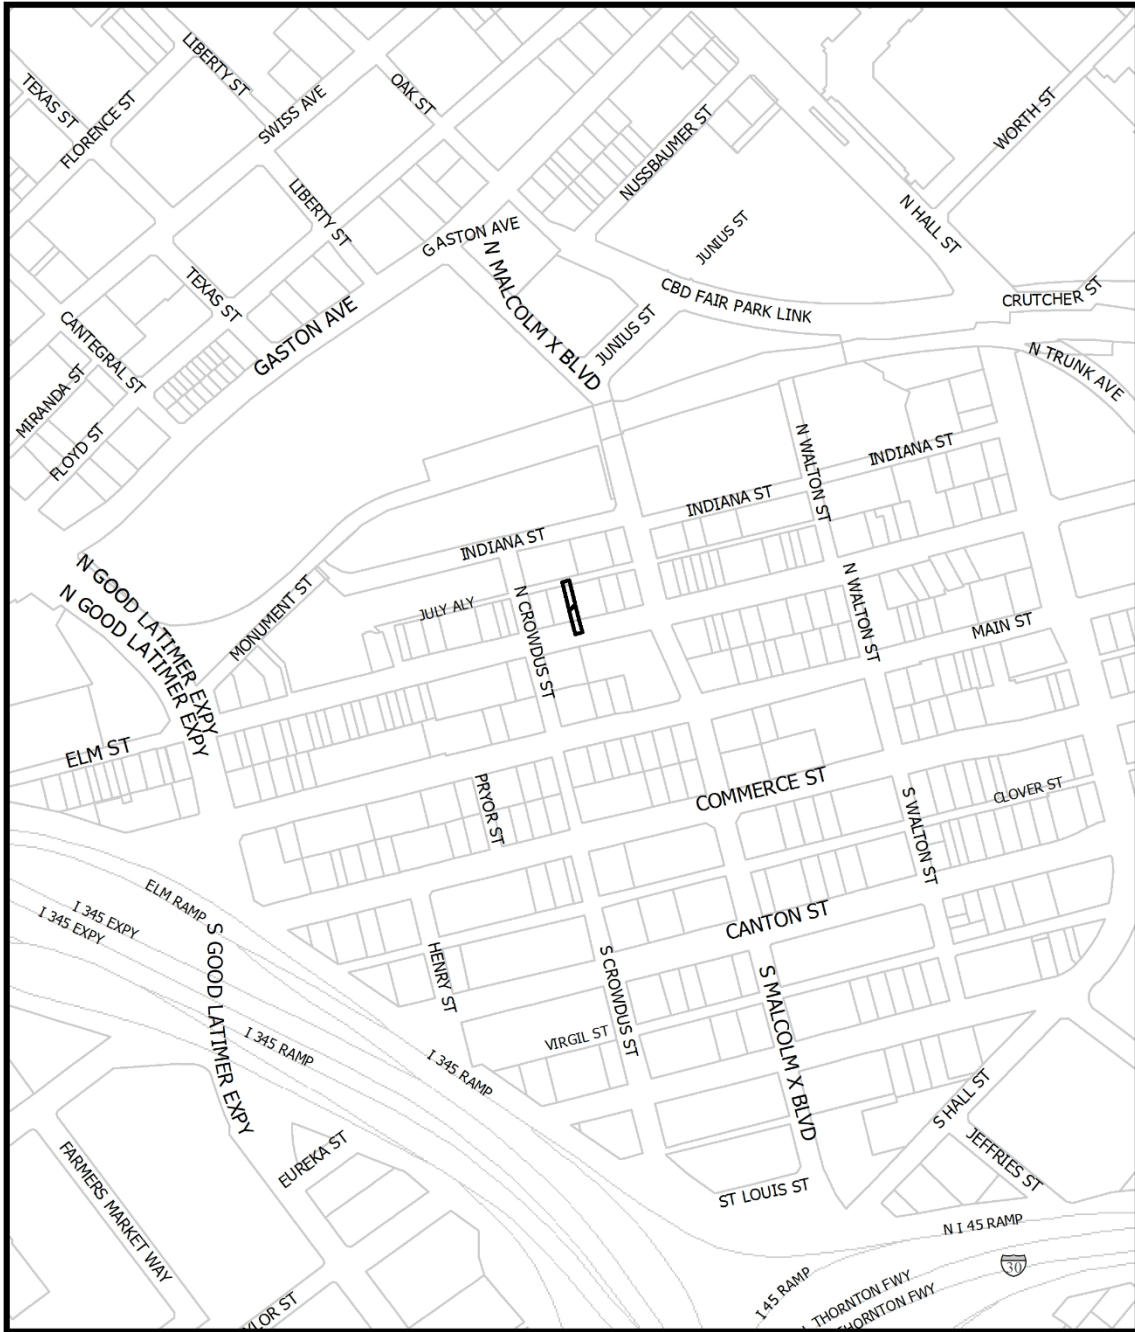 LIBERTY ST
TEXAS ST
FLORENCE ST
SWISS AVE
OAK ST
NUSSBAUMER ST
WORTH ST
LIBERTY ST
GASTON AVE
N HALL ST
JUNIUS ST
TEXAS ST
N MALCOLM X BLVD
CBD FAIR PARK LINK
CRUTCHER ST
CANTEGRAL ST
GASTON AVE
JUNIUS ST
N TRUNK AVE
MIRANDA ST
FLOYD ST
N WALTON ST
INDIANA ST
INDIANA ST
INDIANA ST
N GOOD LATIMER EXPY
N GOOD LATIMER EXPY
MONUMENT ST
JULY ALY
N CROWDUS ST
N WALTON ST
MAIN ST
ELM ST
PRYOR ST
COMMERCE ST
S WALTON ST
CLOVER ST
ELM RAMP
I 345 EXPY
I 345 EXPY
S GOOD LATIMER EXPY
HENRY ST
CANTON ST
S CROWDUS ST
S MALCOLM X BLVD
I 345 RAMP
I 345 RAMP
VIRGIL ST
S HALL ST
JEFFRIES ST
EUREKA ST
FARMERS MARKET WAY
ST LOUIS ST
N I 45 RAMP
30
I 45 RAMP
THORNTON FWY
THORNTON FWY
YLOR ST